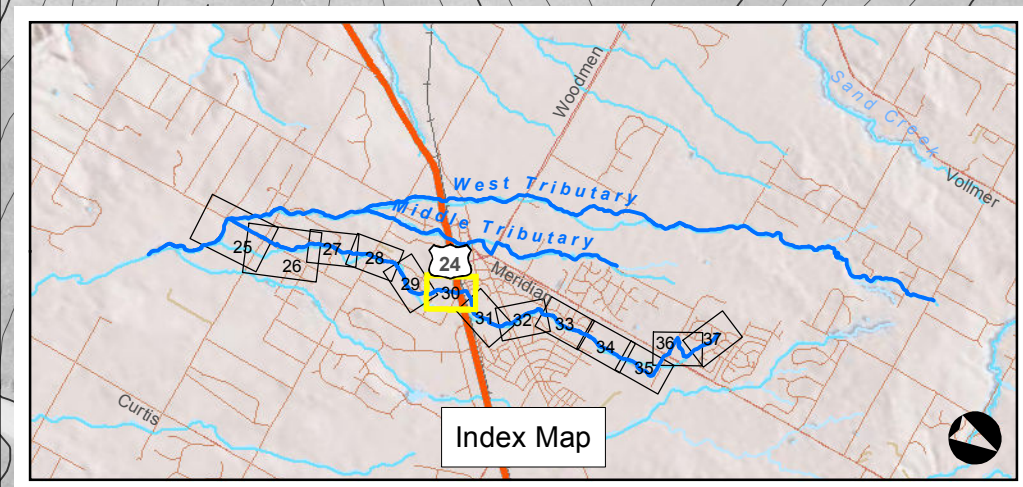 Woodmen
Sand Creek
Vollmer
West Tributary
Middle Tributary
24
Meridian
25
26
27
28
29
30
31
32
33
34
35
36
37
Curtis
Index Map